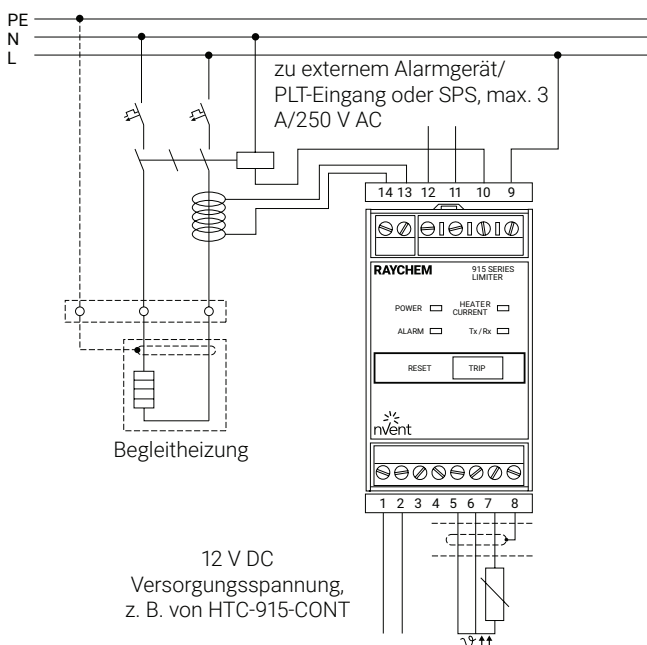 PE
N
L
zu externem Alarmgerät/
PLT-Eingang oder SPS, max. 3
A/250 V AC
14 13 12 11 10 9
RAYCHEM
915 SERIES
LIMITER
POWER
HEATER
CURRENT
ALARM
Tx / Rx
RESET
TRIP
nvent
Begleitheizung
1 2 3 4 5 6 7 8
12 V DC
Versorgungsspannung,
z. B. von HTC-915-CONT
ϑ